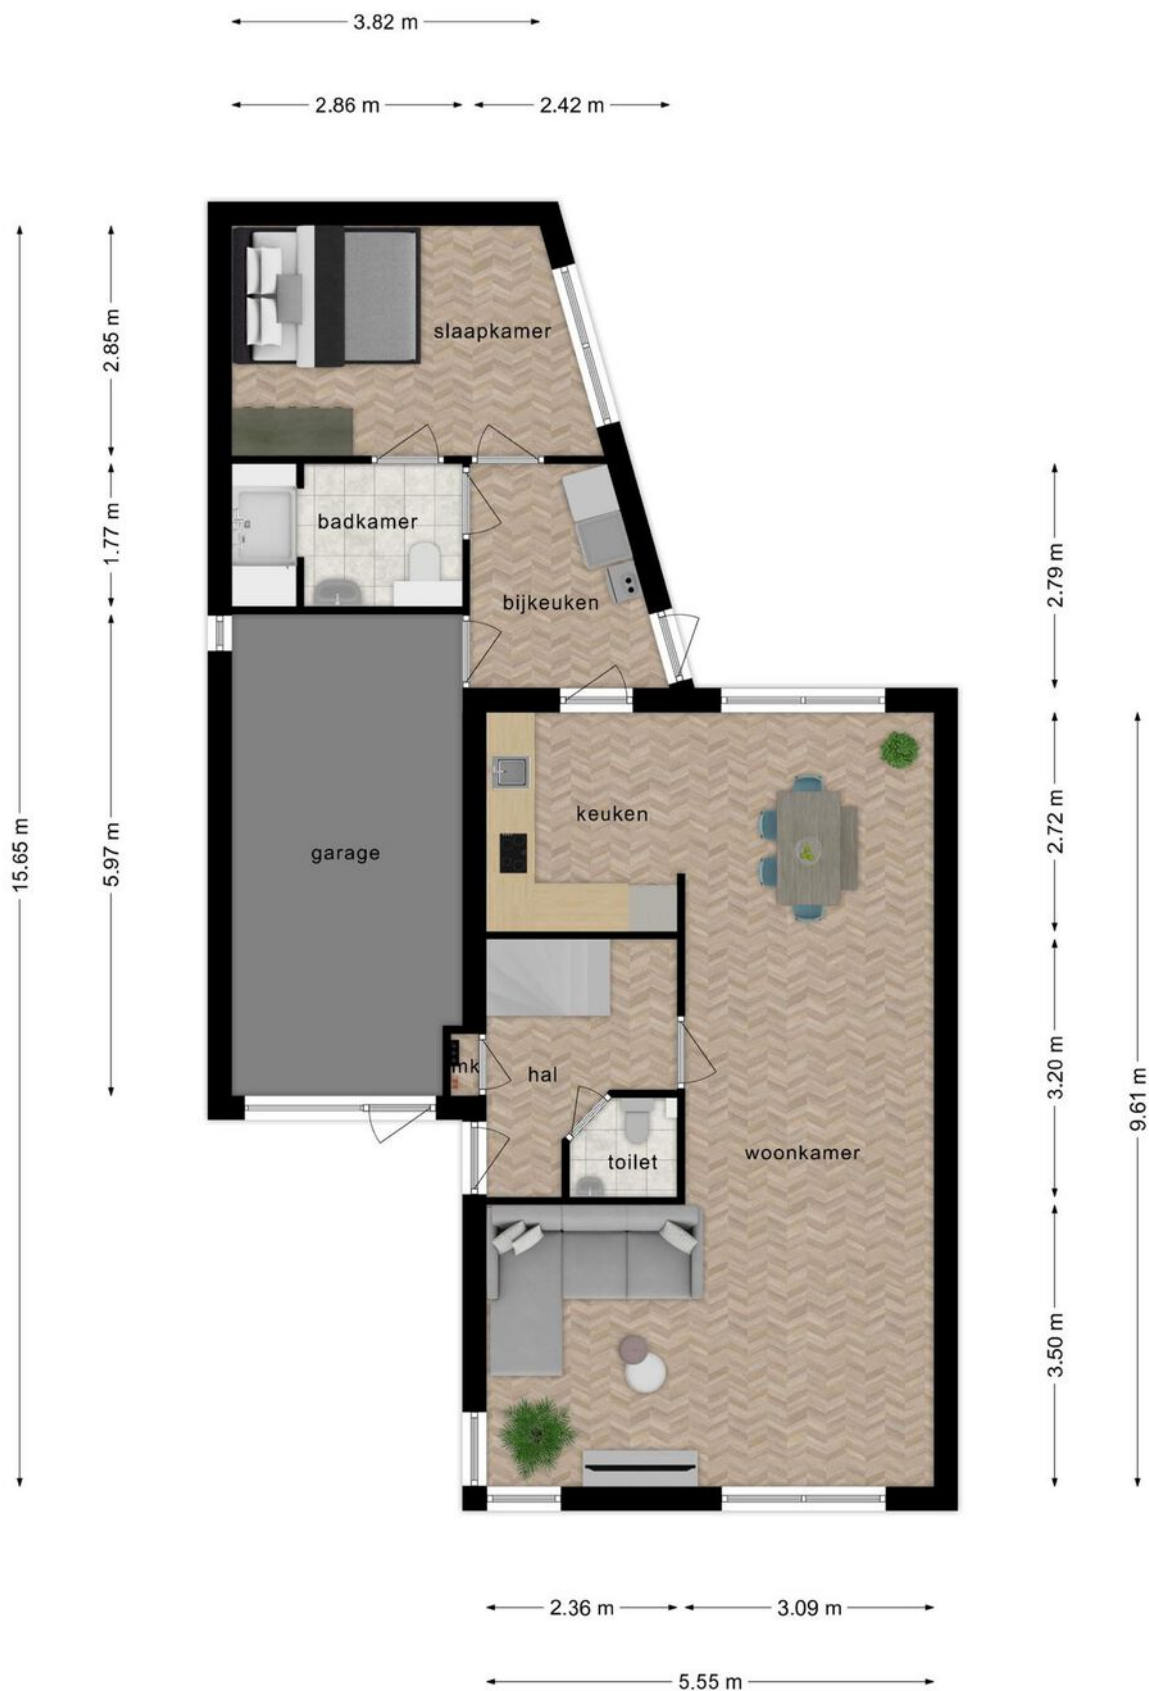 3.82 m
2.86 m
2.42 m
2.85 m
slaapkamer
1.77 m
badkamer
2.79 m
bijkeuken
15.65 m
5.97 m
garage
keuken
2.72 m
mk
hal
3.20 m
9.61 m
toilet
woonkamer
3.50 m
2.36 m
3.09 m
5.55 m